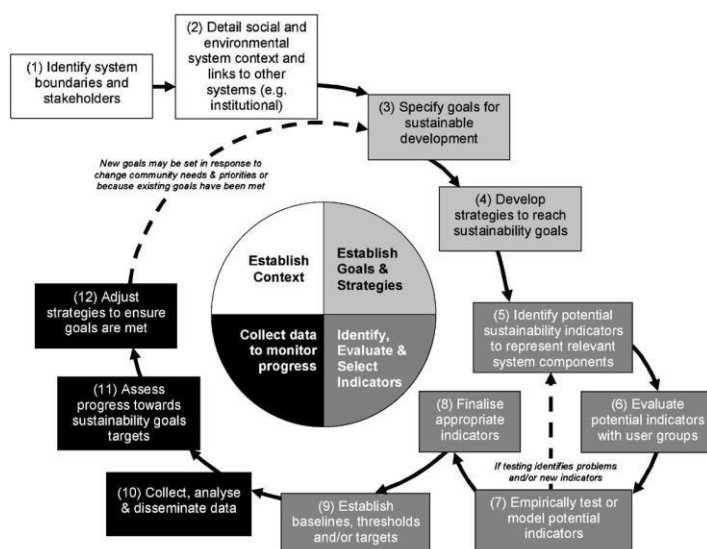 (1) Identify system
boundaries and
stakeholders
(2) Detail social and
environmental
system context and
links to other
systems (e.g.
institutional)
(3) Specify goals for
sustainable
development
New goals may be set in response to
change community needs & priorities or
because existing goals have been met
(4) Develop
strategies to reach
sustainability goals
Establish
Context
Establish
Goals &
Strategies
Collect data
to monitor
progress
Identify,
Evaluate &
Select
Indicators
(5) Identify potential
sustainability indicators
to represent relevant
system components
(6) Evaluate
potential indicators
with user groups
If testing identifies problems
and/or new indicators
(7) Empirically test or
model potential
indicators
(8) Finalise
appropriate
indicators
(9) Establish
baselines, thresholds
and/or targets
(10) Collect, analyse
& disseminate data
(11) Assess
progress towards
sustainability goals
targets
(12) Adjust
strategies to ensure
goals are met